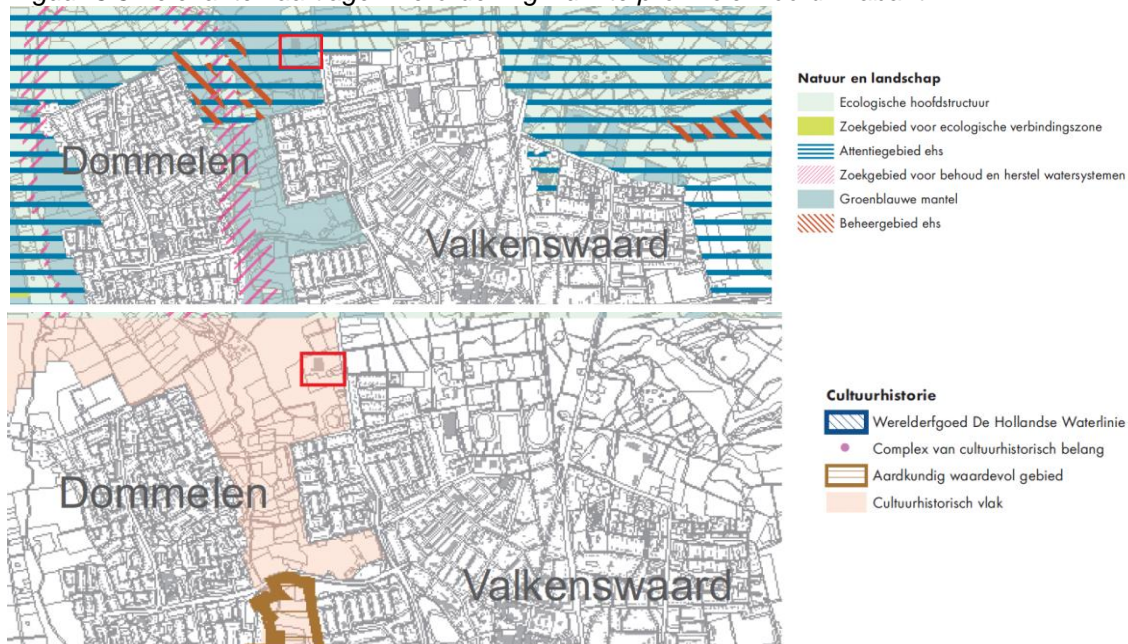 Natuur en landschap
Ecologische hoofdstructuur
Zoekgebied voor ecologische verbindingszone
Attentiegebied ehs
Zoekgebied voor behoud en herstel watersystemen
Groenblauwe mantel
Beheergebied ehs
Dommelen
Valkenswaard
Cultuurhistorie
Werelderfgoed De Hollandse Waterlinie
Complex van cultuurhistorisch belang
Aardkundig waardevol gebied
Cultuurhistorisch vlak
Dommelen
Valkenswaard